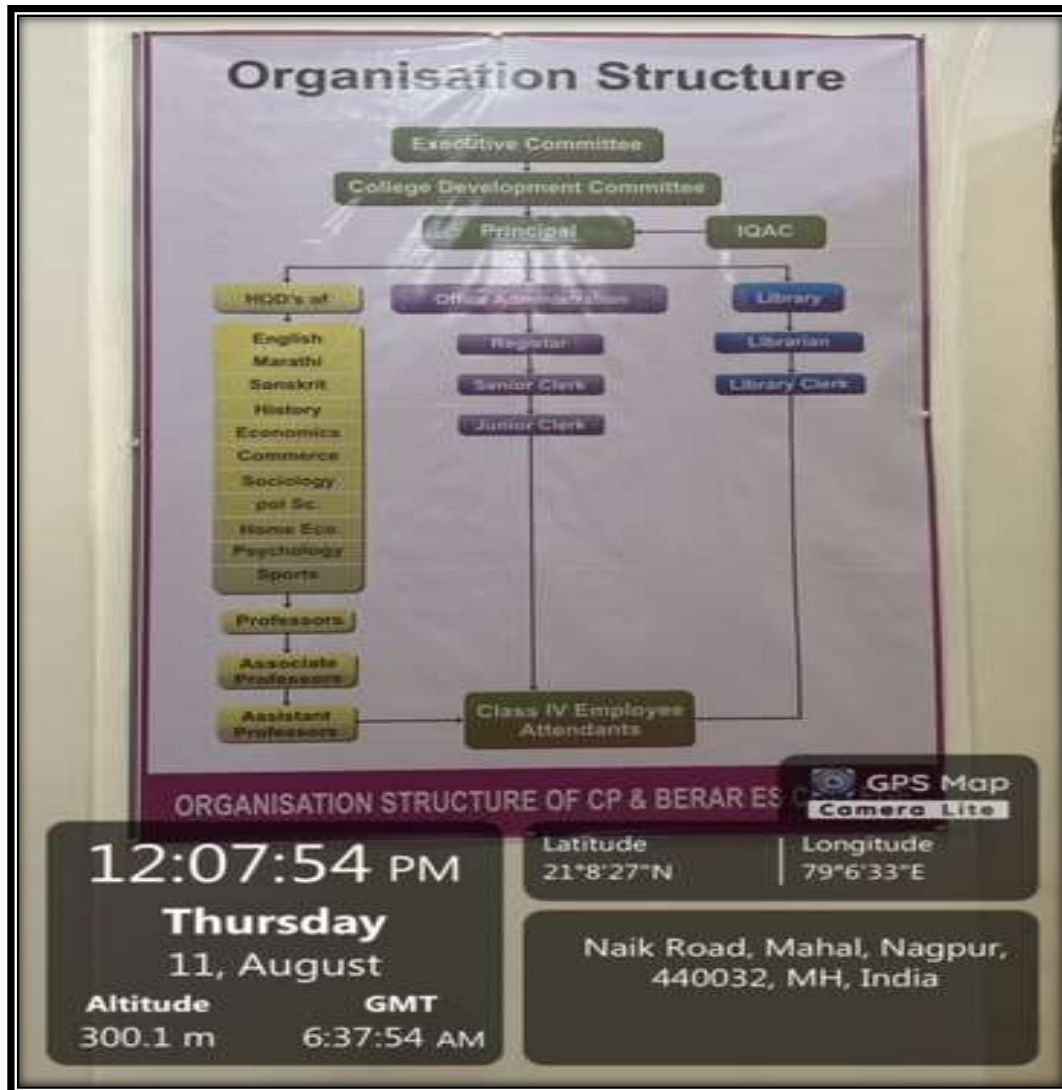 Organisation Structure
Executive Committee
College Development Committee
Principal
IQAC
HOD's of
Office Administration
Library
English
Marathi
Sanskrit
History
Economics
Commerce
Sociology
pol Sc.
Home Eco
Psychology
Sports
Professors
Associate
Professors
Assistant
Professors
Registar
Senior Clerk
Junior Clerk
Librarian
Library Clerk
Class IV Employee
Attendants
ORGANISATION STRUCTURE OF CP & BERAR ES
GPS Map
Camera Lite
12:07:54 PM
Thursday
11, August
Altitude
300.1 m
GMT
6:37:54 AM
Latitude
21°8'27"N
Longitude
79°6'33"E
Naik Road, Mahal, Nagpur,
440032, MH, India